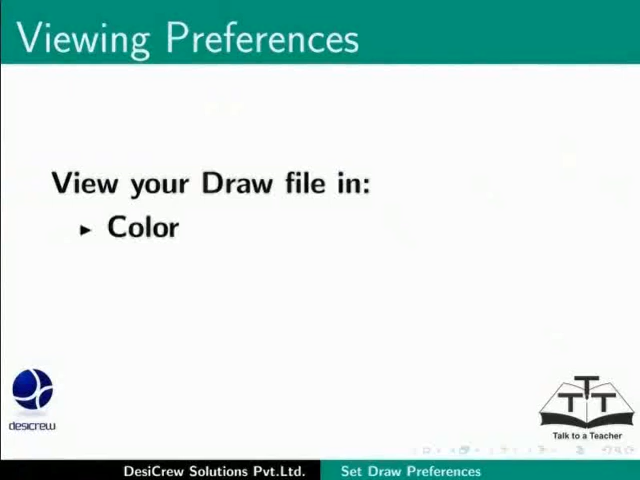 Viewing Preferences
View your Draw file in:
Color
desicrew
TTT
Talk to a Teacher
DesiCrew Solutions Pvt.Ltd.
Set Draw Preferences